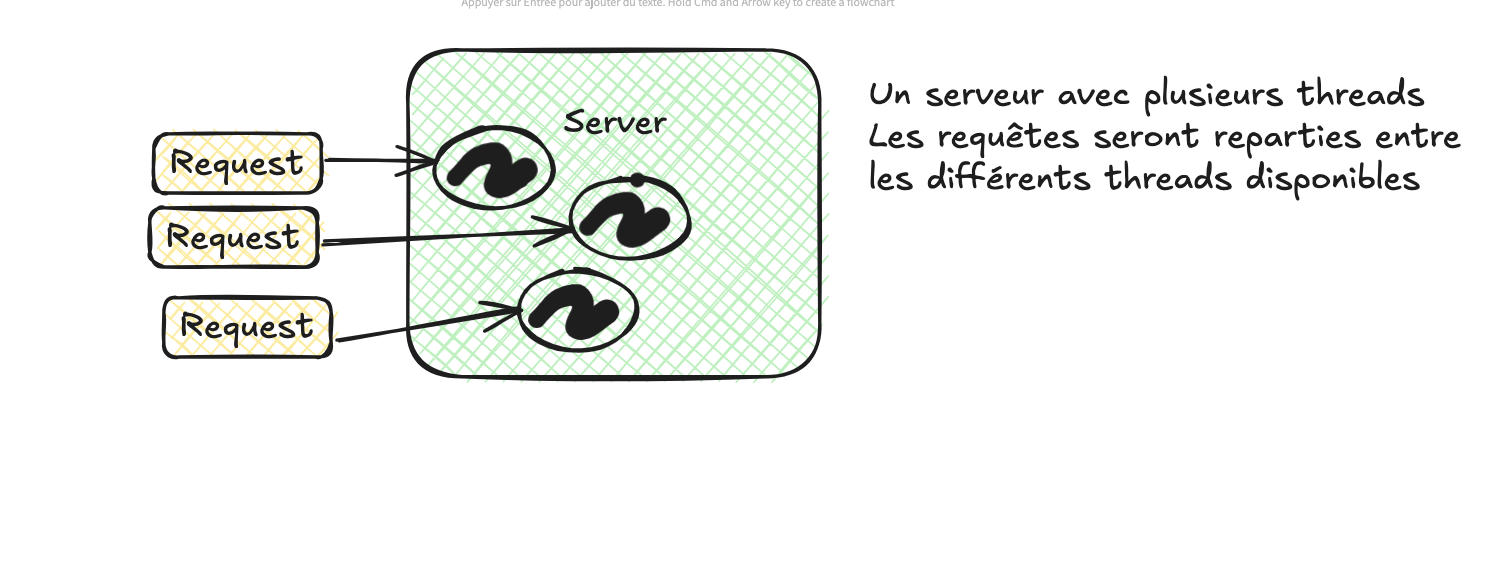 Appuyer sur Entrée pour ajouter du texte. Hold Cmd and Arrow key to create a flowchart
Server
Request
Request
Request
Un serveur avec plusieurs threads
Les requêtes seront reparties entre
les différents threads disponibles